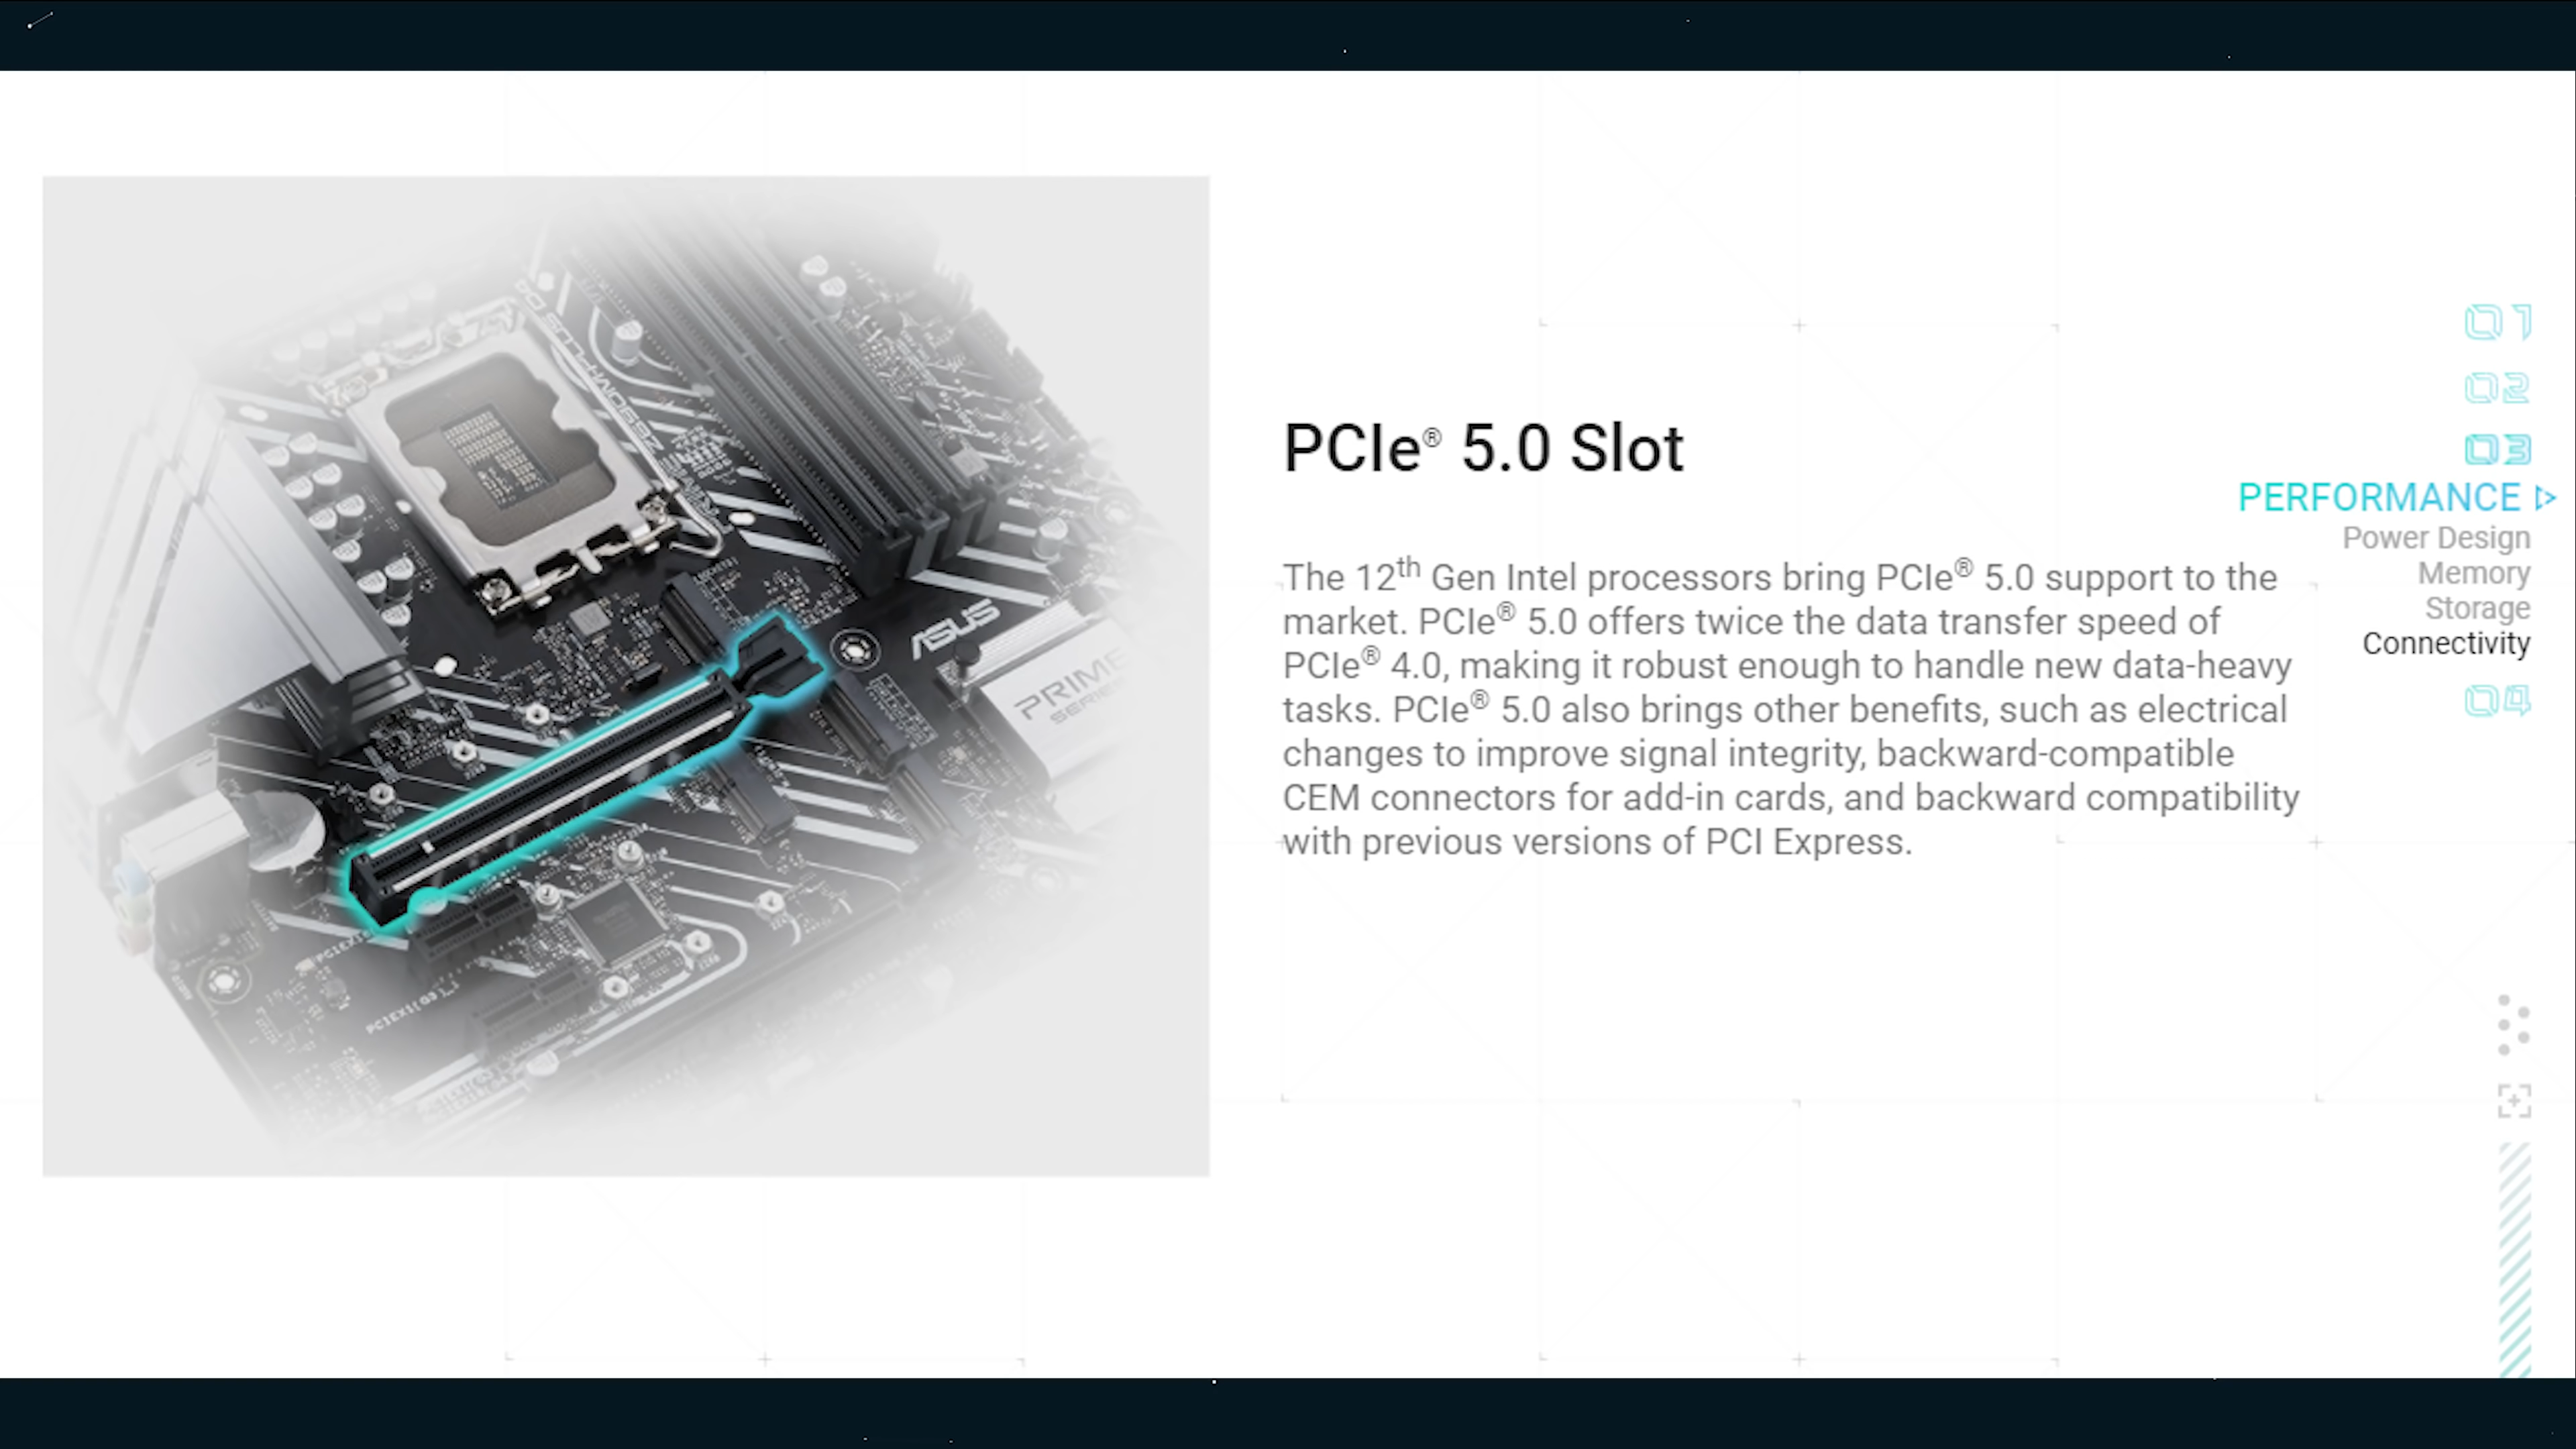 PCIe® 5.0 Slot
The 12th Gen Intel processors bring PCIe® 5.0 support to the
market. PCIe® 5.0 offers twice the data transfer speed of
PCIe® 4.0, making it robust enough to handle new data-heavy
tasks. PCIe® 5.0 also brings other benefits, such as electrical
changes to improve signal integrity, backward-compatible
CEM connectors for add-in cards, and backward compatibility
with previous versions of PCI Express.
01
02
03
PERFORMANCE
Power Design
Memory
Storage
Connectivity
04
ASUS
PRIME
SERIES
PCIEX1(G3)_1